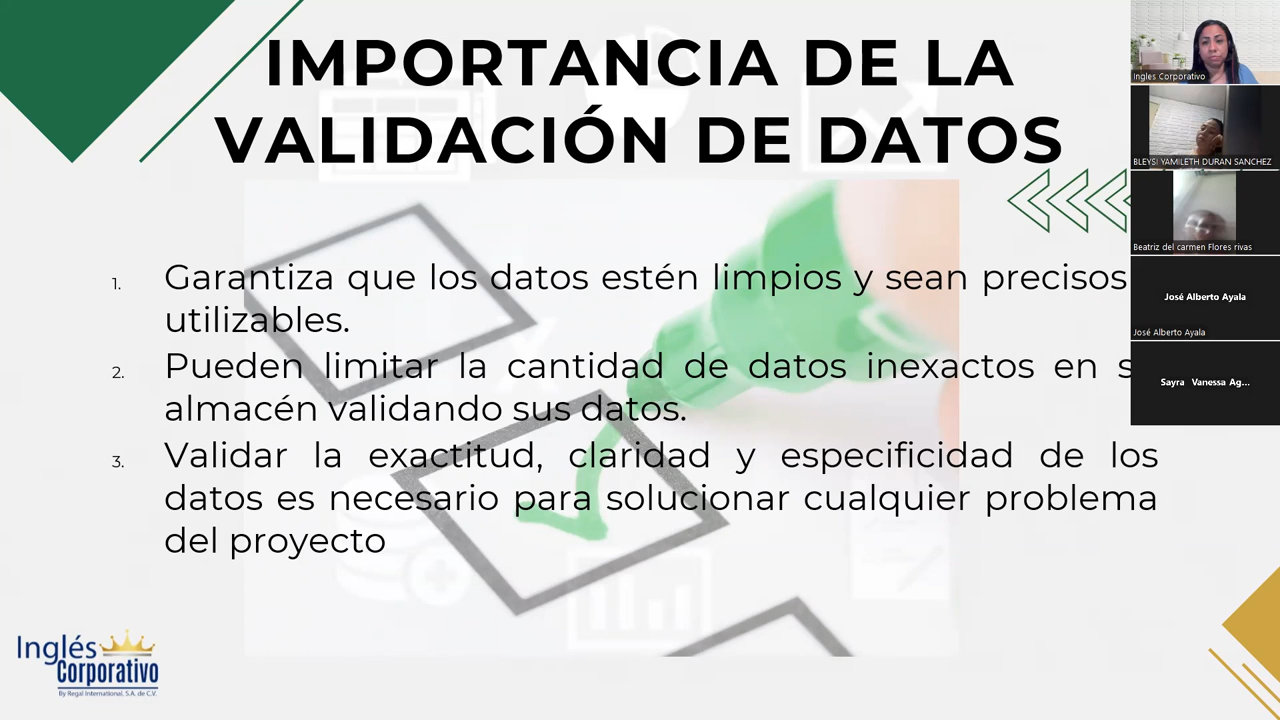 IMPORTANCIA DE LA
VALIDACIÓN DE DATOS
1. Garantiza que los datos estén limpios y sean precisos
utilizables.
2. Pueden limitar la cantidad de datos inexactos en
almacén validando sus datos.
3. Validar la exactitud, claridad y especificidad de los
datos es necesario para solucionar cualquier problema
del proyecto
Inglés
Corporativo
By Regal International, S.A. de C.V.
Ingles Corporativo
BLEYSI YAMILETH DURAN SANCHEZ
Beatriz del carmen Flores rivas
José Alberto Ayala
José Alberto Ayala
Sayra Vanessa Ag...